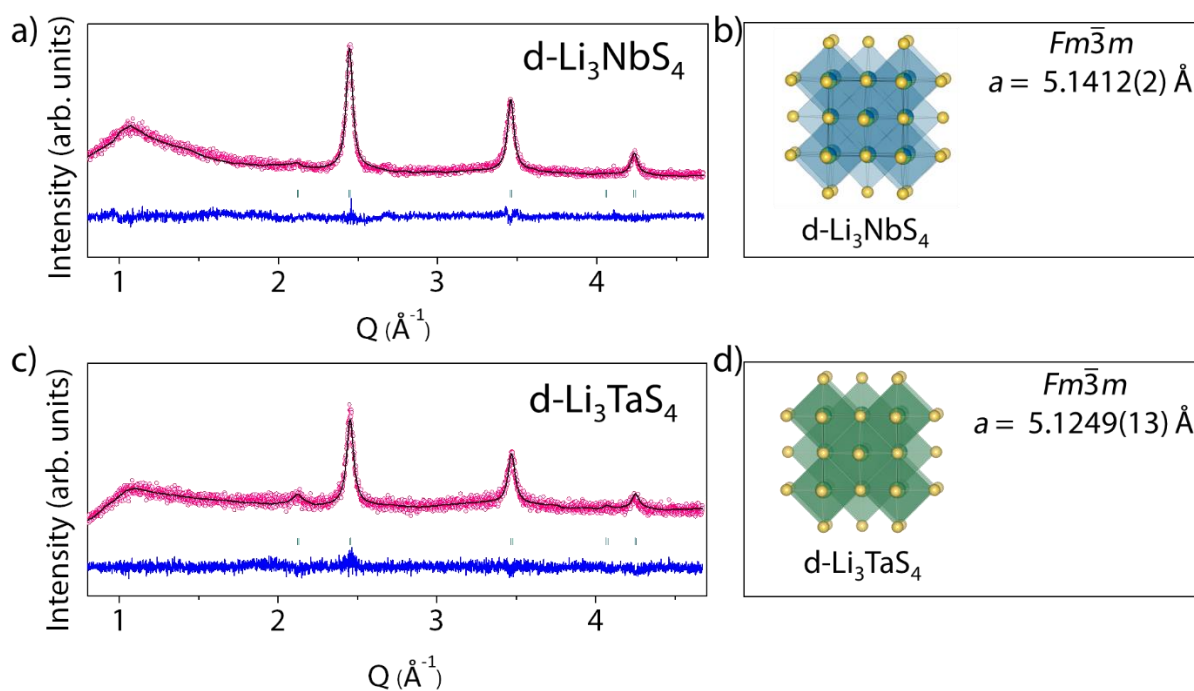 a)
Intensity (arb. units)
d-Li₃NbS₄
1 2 3 4
Q (Å⁻¹)
b)
Fm3̅m
a = 5.1412(2) Å
d-Li₃NbS₄
c)
Intensity (arb. units)
d-Li₃TaS₄
1 2 3 4
Q (Å⁻¹)
d)
Fm3̅m
a = 5.1249(13) Å
d-Li₃TaS₄